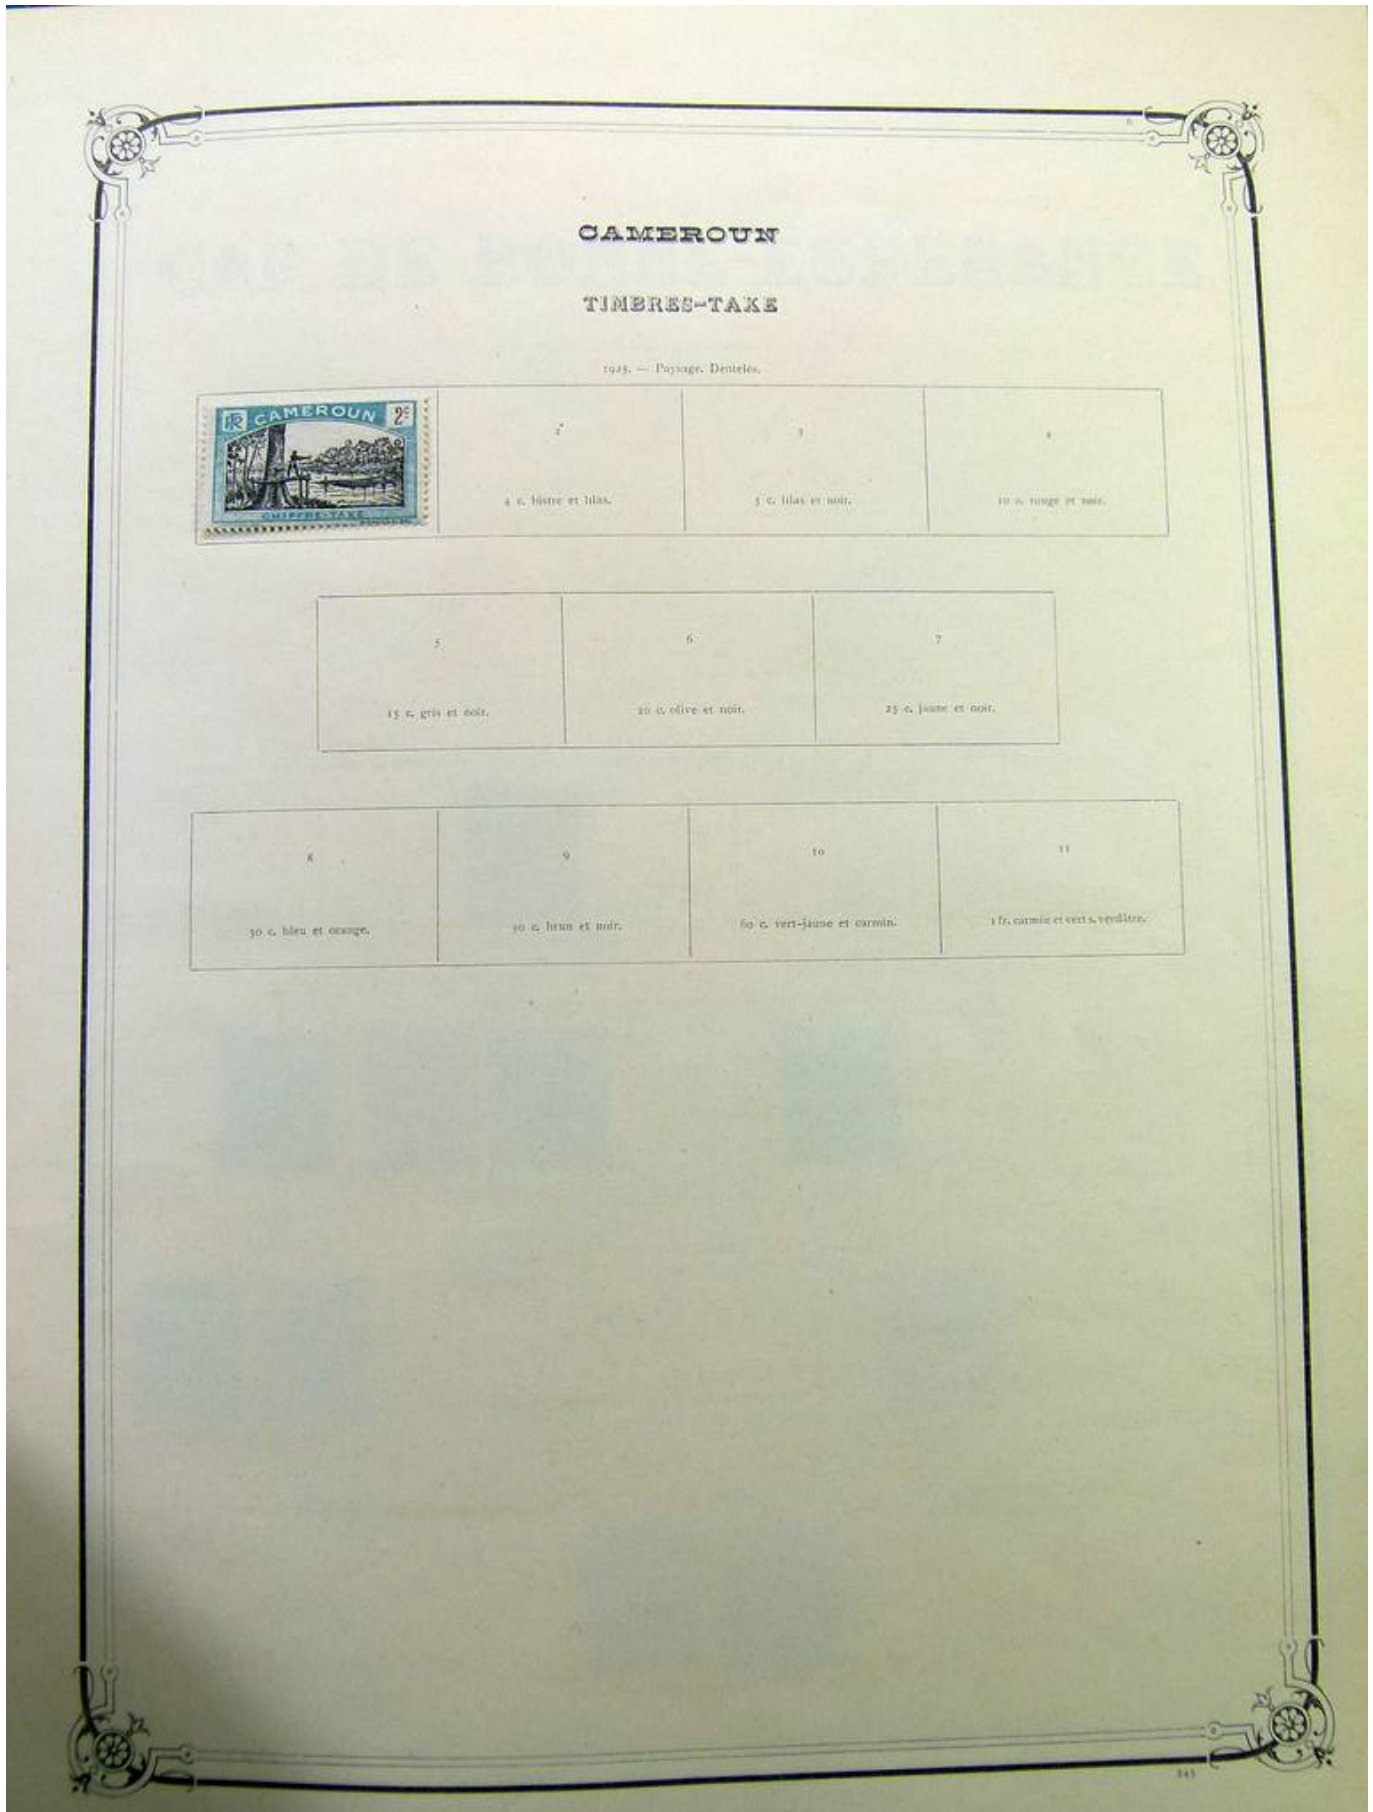 CAMEROUN
TIMBRES-TAXE
1925. — Paysage. Dentelés.
RF CAMEROUN 2c
CHIFFRE-TAXE
2 3 4
4 c. bistre et lilas. 5 c. lilas et noir. 10 c. rouge et noir.
5 6 7
15 c. gris et noir. 20 c. olive et noir. 25 c. jaune et noir.
8 9 10 11
30 c. bleu et orange. 50 c. brun et noir. 60 c. vert-jaune et carmin. 1 fr. carmin et vert s. verdâtre.